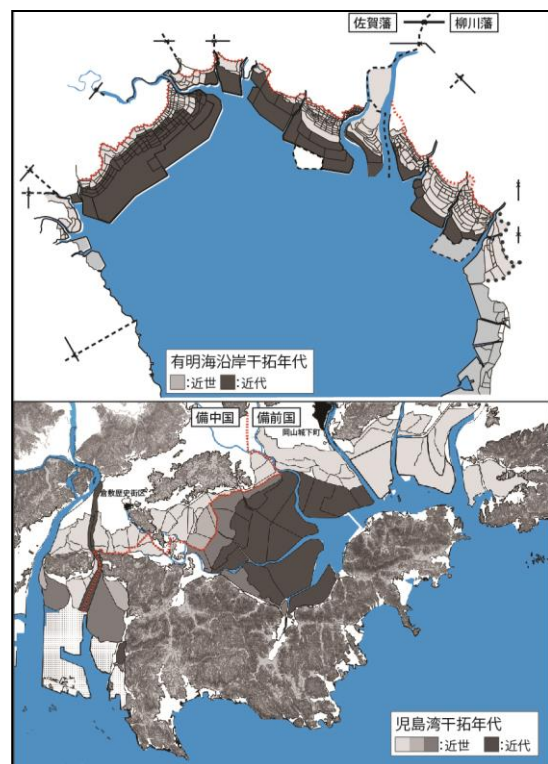 佐賀藩
柳川藩
有明海沿岸干拓年代
:近世 :近代
備中国 備前国
岡山城下町
倉敷歴史街区
児島湾干拓年代
:近世 :近代